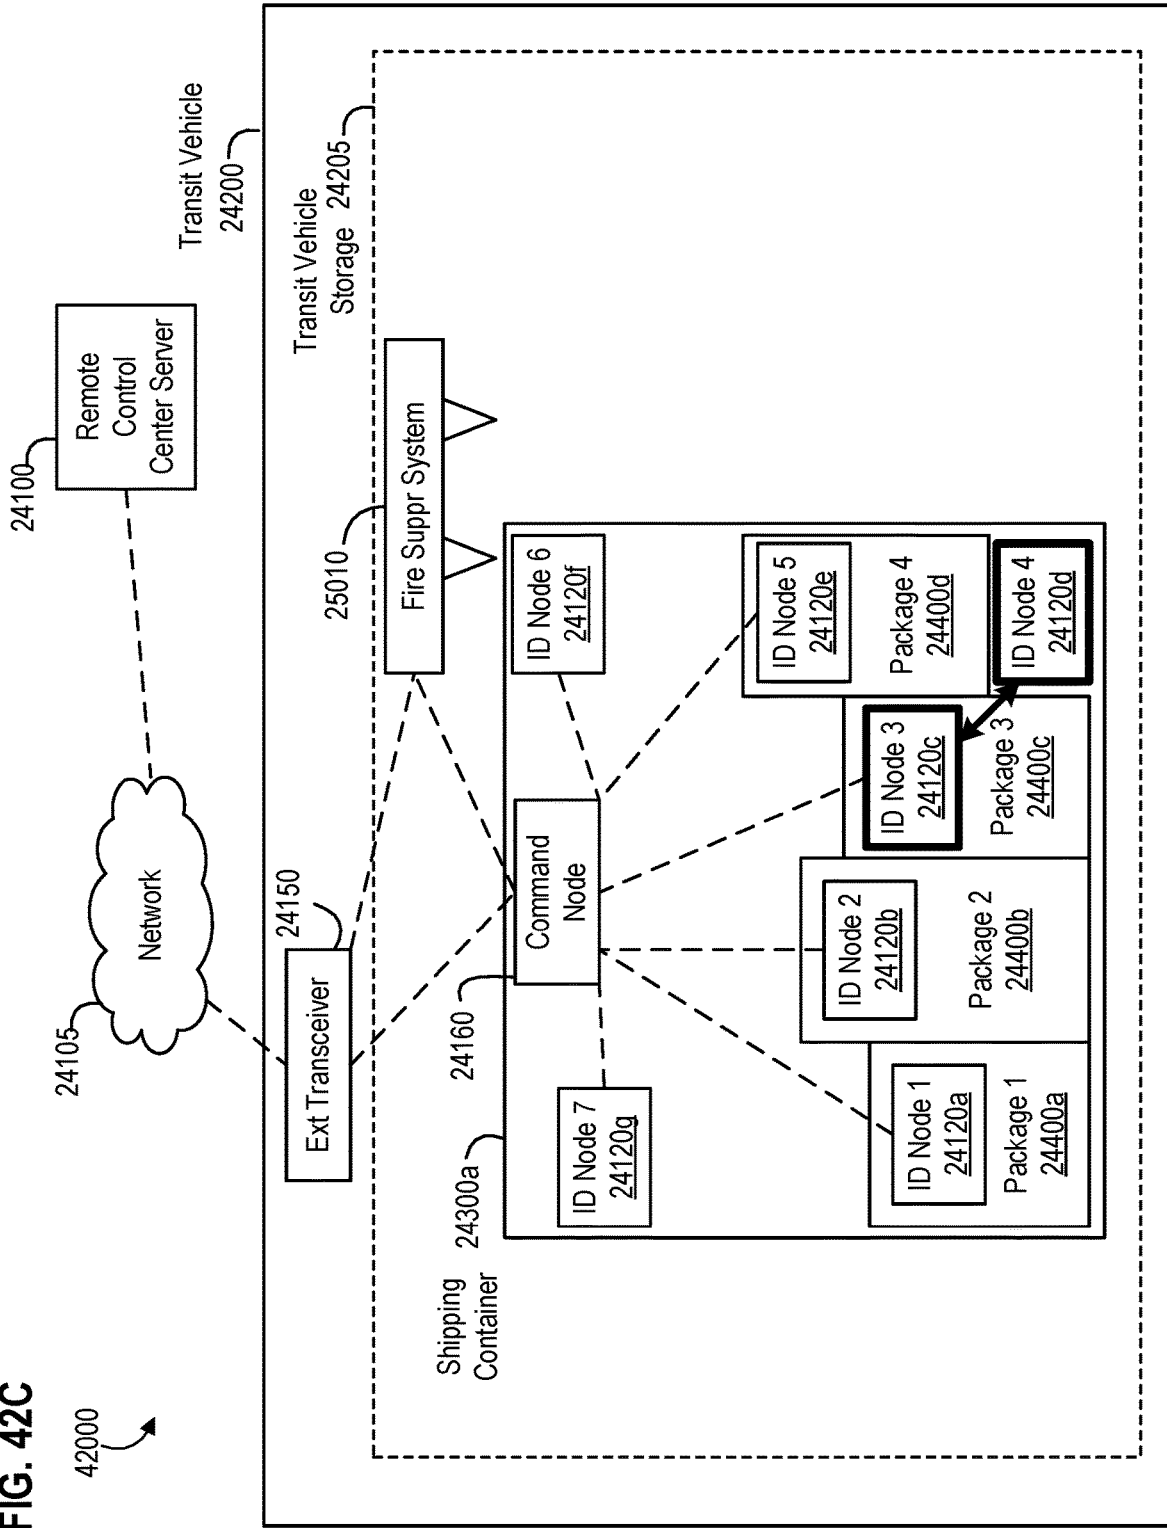 FIG. 42C
42000
24105
Network
24100
Remote
Control
Center Server
Transit Vehicle
24200
Ext Transceiver
24150
Transit Vehicle
Storage 24205
25010
Fire Suppr System
Shipping
Container
24300a
24160
Command
Node
ID Node 7
24120g
ID Node 6
24120f
ID Node 1
24120a
Package 1
24400a
ID Node 2
24120b
Package 2
24400b
ID Node 3
24120c
Package 3
24400c
ID Node 5
24120e
Package 4
24400d
ID Node 4
24120d